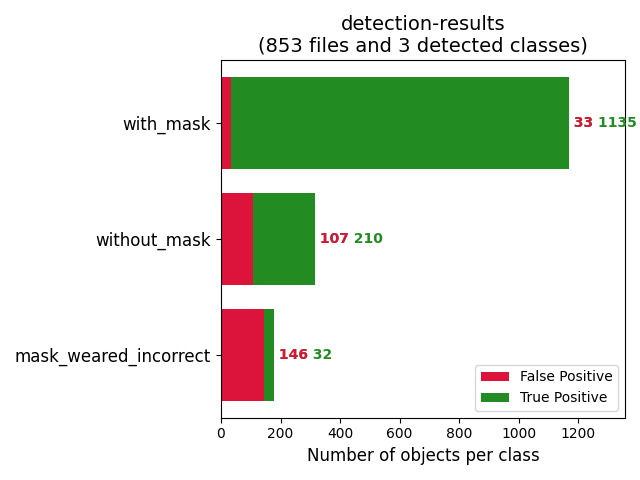 detection-results
(853 files and 3 detected classes)
with_mask
33 1135
without_mask
107 210
mask_weared_incorrect
146 32
False Positive
True Positive
0 200 400 600 800 1000 1200
Number of objects per class